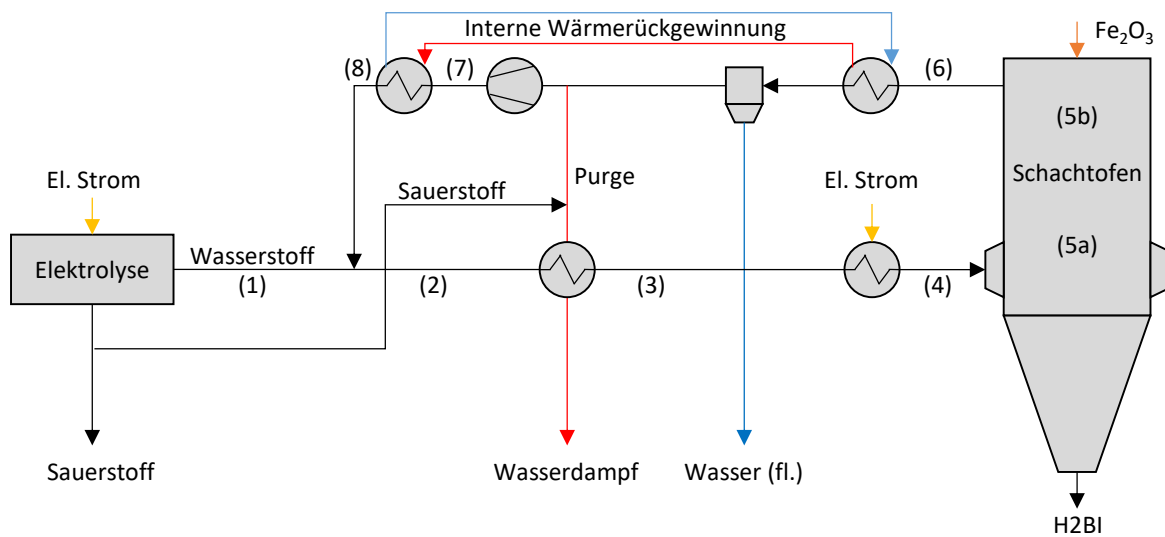 Interne Wärmerückgewinnung
Fe₂O₃
(8)
(7)
(6)
(5b)
El. Strom
Sauerstoff
Purge
El. Strom
Schachtofen
Elektrolyse
Wasserstoff
(5a)
(1)
(2)
(3)
(4)
Sauerstoff
Wasserdampf
Wasser (fl.)
H2BI